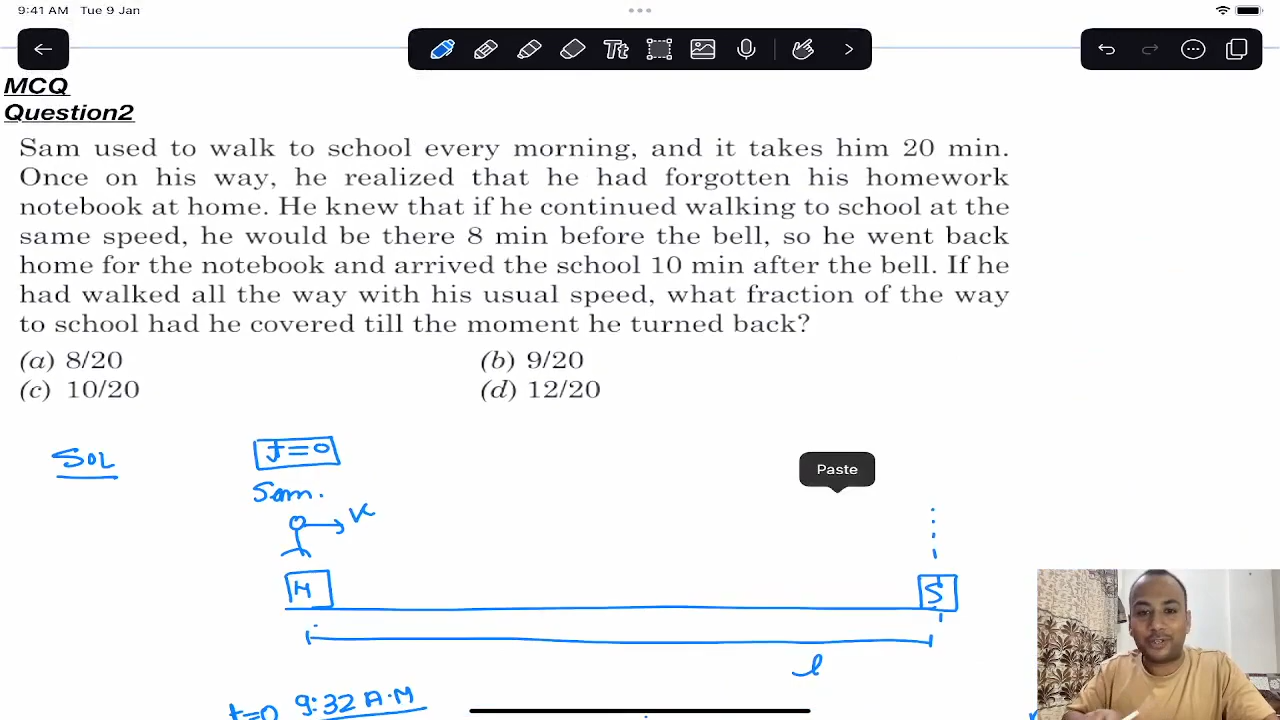 9:41 AM Tue 9 Jan
Tt
MCQ
Question2
Sam used to walk to school every morning, and it takes him 20 min.
Once on his way, he realized that he had forgotten his homework
notebook at home. He knew that if he continued walking to school at the
same speed, he would be there 8 min before the bell, so he went back
home for the notebook and arrived the school 10 min after the bell. If he
had walked all the way with his usual speed, what fraction of the way
to school had he covered till the moment he turned back?
(a) 8/20 (b) 9/20
(c) 10/20 (d) 12/20
SOL
t=0
Sam.
Paste
H
S
l
t=0 9:32 A.M